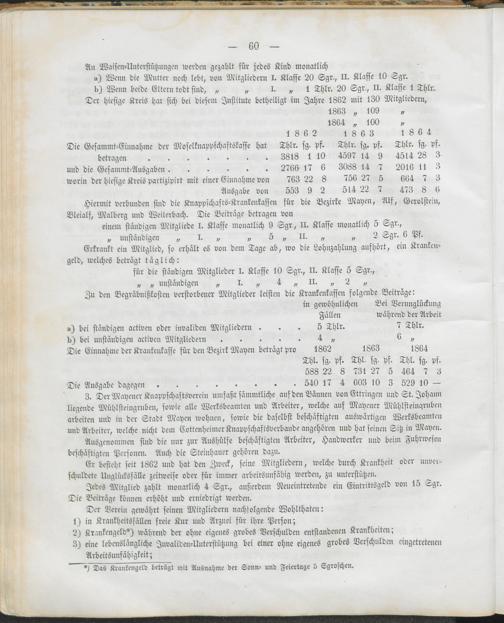 — 60 —
An Waisen-Unterstützungen werden gezahlt für jedes Kind monatlich
a) Wenn die Mutter noch lebt, von Mitgliedern I. Klasse 20 Sgr., II. Klasse 10 Sgr.
b) Wenn beide Eltern todt sind, „ „ I. „ 1 Thlr. 20 Sgr., II. Klasse 1 Thlr.
Der hiesige Kreis hat sich bei diesem Institute betheiligt im Jahre 1862 mit 130 Mitgliedern,
1863 „ 109 „
1864 „ 100 „
1862 1863 1864
Die Gesammt-Einnahme der Moselknappschaftskasse hat Thlr. sg. pf. Thlr. sg. pf. Thlr. sg. pf.
betragen . . . . . . . 3818 1 10 4597 14 9 4514 28 3
und die Gesammt-Ausgaben . . . . . . 2766 17 6 3088 14 7 2016 11 3
worin der hiesige Kreis partizipirt mit einer Einnahme von 763 22 8 756 27 5 664 7 3
Ausgabe von 553 9 2 514 22 7 473 8 6
Hiermit verbunden sind die Knappschafts-Krankenkassen für die Bezirke Mayen, Alf, Gerolstein,
Bleialf, Malberg und Weiterbach. Die Beiträge betragen von
einem ständigen Mitgliede I. Klasse monatlich 9 Sgr., II. Klasse monatlich 5 Sgr.,
„ unständigen „ I. „ „ 5 „ II. „ „ 2 Sgr. 6 Pf.
Erkrankt ein Mitglied, so erhält es von dem Tage ab, wo die Lohnzahlung aufhört, ein Kranken-
geld, welches beträgt täglich:
für die ständigen Mitglieder I. Klasse 10 Sgr., II. Klasse 5 Sgr.,
„ „ unständigen „ I. „ 4 „ II. „ 2 „
Zu den Begräbnißkosten verstorbener Mitglieder leisten die Krankenkassen folgende Beiträge:
in gewöhnlichen Bei Verunglückung
Fällen während der Arbeit
a) bei ständigen activen oder invaliden Mitgliedern . . . 5 Thlr. 7 Thlr.
b) bei unständigen activen Mitgliedern . . . . . 4 „ 6 „
Die Einnahme der Krankenkasse für den Bezirk Mayen beträgt pro 1862 1863 1864
Thl. sg. pf. Thl. sg. pf. Thl. sg. pf.
588 22 8 731 27 5 464 7 3
Die Ausgabe dagegen . . . . . . . . 540 17 4 603 10 3 529 10 —
3. Der Mayener Knappschaftsverein umfaßt sämmtliche auf den Bännen von Ettringen und St. Johann
liegende Mühlsteingruben, sowie alle Werksbeamten und Arbeiter, welche auf Mayener Mühlsteingruben
arbeiten und in der Stadt Mayen wohnen, sowie die daselbst beschäftigten auswärtigen Werksbeamten
und Arbeiter, welche nicht dem Cottenheimer Knappschaftsverbande angehören und hat seinen Sitz in Mayen.
Ausgenommen sind die nur zur Aushülfe beschäftigten Arbeiter, Handwerker und beim Fuhrwesen
beschäftigten Personen. Auch die Steinhauer gehören dazu.
Er besteht seit 1862 und hat den Zweck, seine Mitgliedern, welche durch Krankheit oder unver-
schuldete Unglücksfälle zeitweise oder für immer arbeitsunfähig werden, zu unterstützen.
Jedes Mitglied zahlt monatlich 4 Sgr., außerdem Neueintretende ein Eintrittsgeld von 15 Sgr.
Die Beiträge können erhöht und erniedrigt werden.
Der Verein gewährt seinen Mitgliedern nachfolgende Wohlthaten:
1) in Krankheitsfällen freie Kur und Arznei für ihre Person;
2) Krankengeld*) während der ohne eigenes grobes Verschulden entstandenen Krankheiten;
3) eine lebenslängliche Invaliden-Unterstützung bei einer ohne eigenes grobes Verschulden eingetretenen
Arbeitsunfähigkeit;
*) Das Krankengeld beträgt mit Ausnahme der Sonn- und Feiertage 5 Sgroschen.